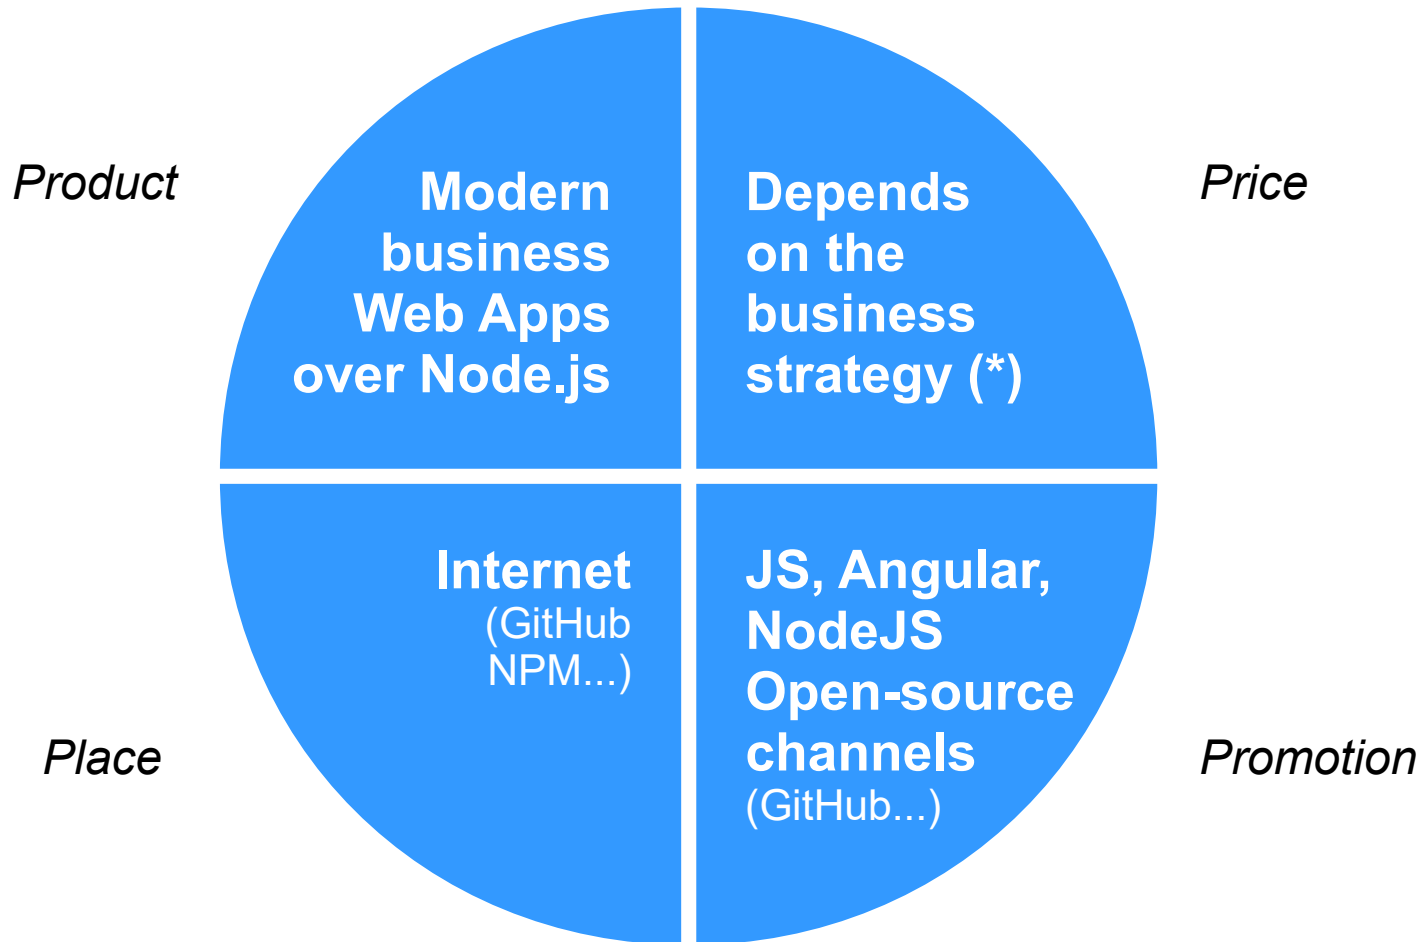 Product
Modern
business
Web Apps
over Node.js
Depends
on the
business
strategy (*)
Price
Place
Internet
(GitHub
NPM...)
JS, Angular,
NodeJS
Open-source
channels
(GitHub...)
Promotion